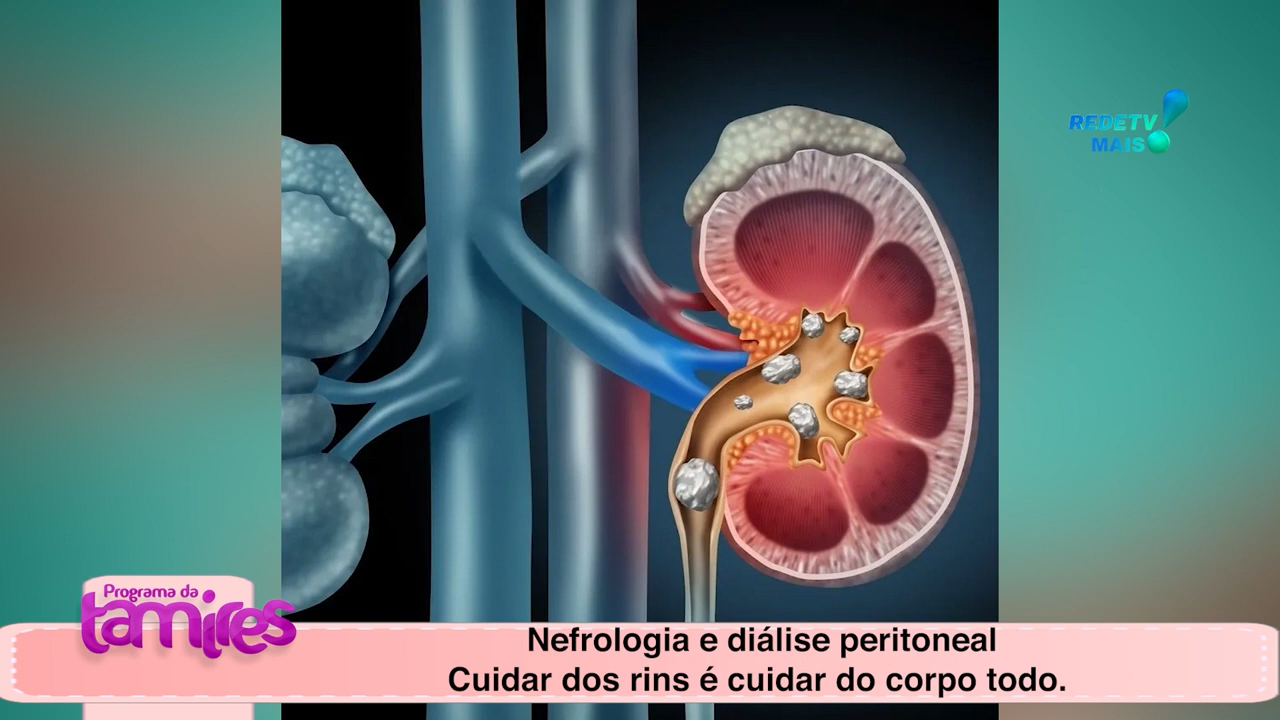 REDETV!
MAIS
Programa da
tamires
Nefrologia e diálise peritoneal
Cuidar dos rins é cuidar do corpo todo.